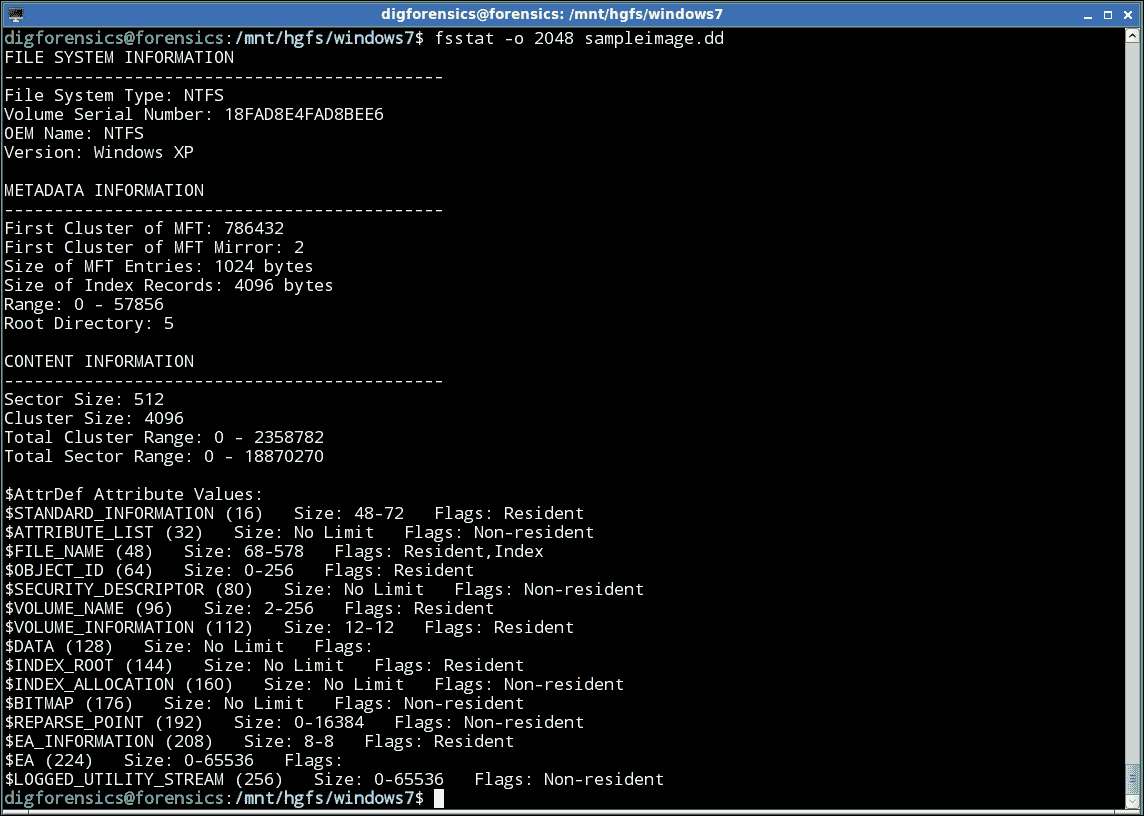 digforensics@forensics: /mnt/hgfs/windows7
digforensics@forensics:/mnt/hgfs/windows7$ fsstat -o 2048 sampleimage.dd
FILE SYSTEM INFORMATION
--------------------------------------------
File System Type: NTFS
Volume Serial Number: 18FAD8E4FAD8BEE6
OEM Name: NTFS
Version: Windows XP

METADATA INFORMATION
--------------------------------------------
First Cluster of MFT: 786432
First Cluster of MFT Mirror: 2
Size of MFT Entries: 1024 bytes
Size of Index Records: 4096 bytes
Range: 0 - 57856
Root Directory: 5

CONTENT INFORMATION
--------------------------------------------
Sector Size: 512
Cluster Size: 4096
Total Cluster Range: 0 - 2358782
Total Sector Range: 0 - 18870270

$AttrDef Attribute Values:
$STANDARD_INFORMATION (16)   Size: 48-72   Flags: Resident
$ATTRIBUTE_LIST (32)   Size: No Limit   Flags: Non-resident
$FILE_NAME (48)   Size: 68-578   Flags: Resident,Index
$OBJECT_ID (64)   Size: 0-256   Flags: Resident
$SECURITY_DESCRIPTOR (80)   Size: No Limit   Flags: Non-resident
$VOLUME_NAME (96)   Size: 2-256   Flags: Resident
$VOLUME_INFORMATION (112)   Size: 12-12   Flags: Resident
$DATA (128)   Size: No Limit   Flags:
$INDEX_ROOT (144)   Size: No Limit   Flags: Resident
$INDEX_ALLOCATION (160)   Size: No Limit   Flags: Non-resident
$BITMAP (176)   Size: No Limit   Flags: Non-resident
$REPARSE_POINT (192)   Size: 0-16384   Flags: Non-resident
$EA_INFORMATION (208)   Size: 8-8   Flags: Resident
$EA (224)   Size: 0-65536   Flags:
$LOGGED_UTILITY_STREAM (256)   Size: 0-65536   Flags: Non-resident
digforensics@forensics:/mnt/hgfs/windows7$